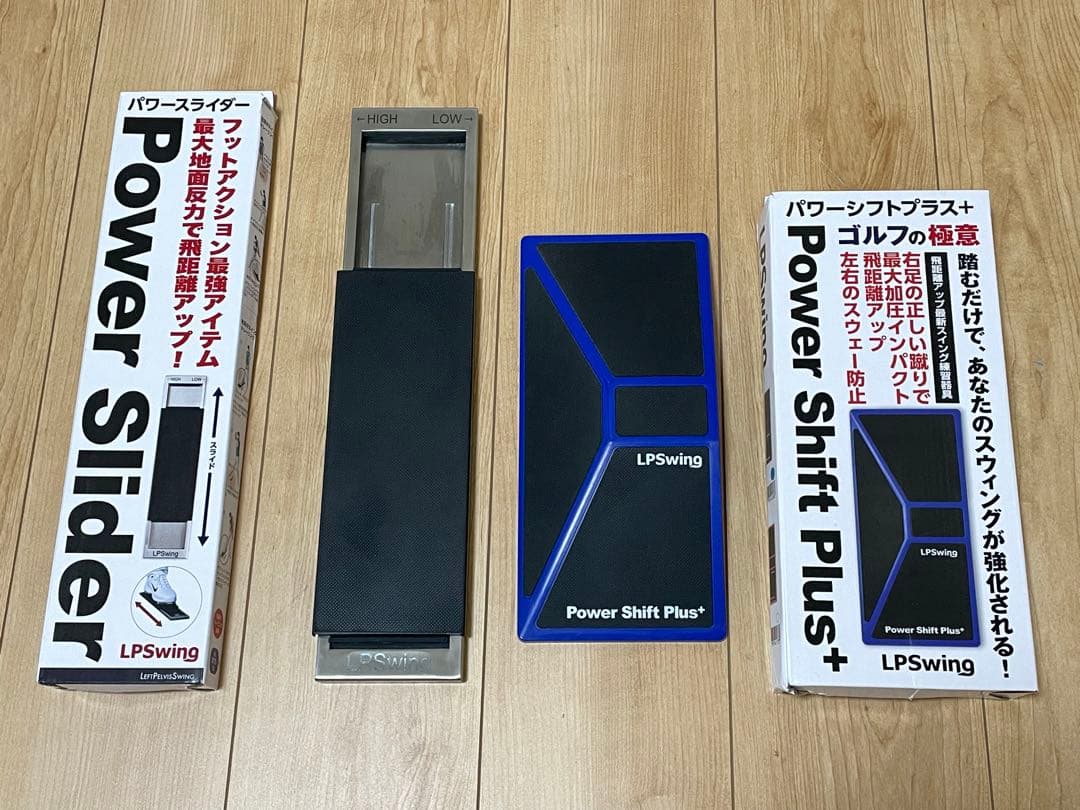 パワースライダー
Power Slider
フットアクション最強アイテム
最大地面反力で飛距離アップ！
←HIGH LOW→
スライド
LPSwing
LPSwing
LEFTPELVISSWING
←HIGH LOW→
LPSwing
LPSwing
Power Shift Plus+
パワーシフトプラス+
ゴルフの極意
Power Shift Plus+
踏むだけで、あなたのスウィングが強化される！
飛距離アップ最新スイング練習器具
右足の正しい蹴りで
最大加圧インパクト
飛距離アップ
左右のスウェー防止
LPSwing
Power Shift Plus+
LPSwing
LPSwing